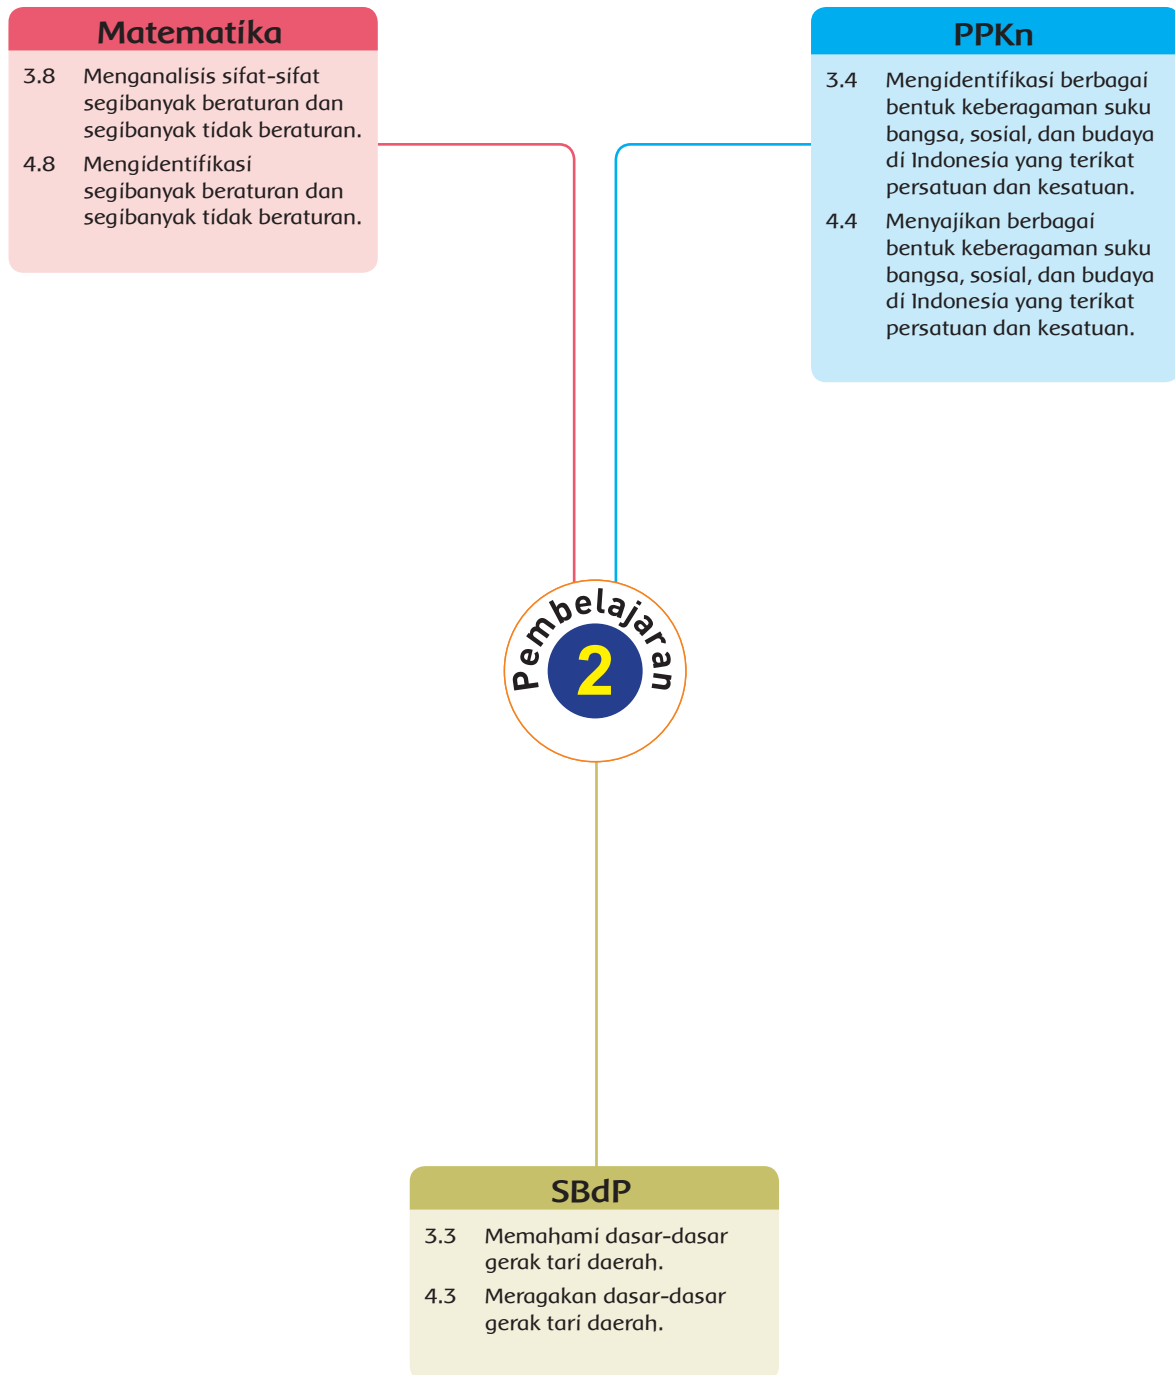 Matematika
3.8 Menganalisis sifat-sifat
segibanyak beraturan dan
segibanyak tidak beraturan.
4.8 Mengidentifikasi
segibanyak beraturan dan
segibanyak tidak beraturan.
PPKn
3.4 Mengidentifikasi berbagai
bentuk keberagaman suku
bangsa, sosial, dan budaya
di Indonesia yang terikat
persatuan dan kesatuan.
4.4 Menyajikan berbagai
bentuk keberagaman suku
bangsa, sosial, dan budaya
di Indonesia yang terikat
persatuan dan kesatuan.
Pembelajaran
2
SBdP
3.3 Memahami dasar-dasar
gerak tari daerah.
4.3 Meragakan dasar-dasar
gerak tari daerah.